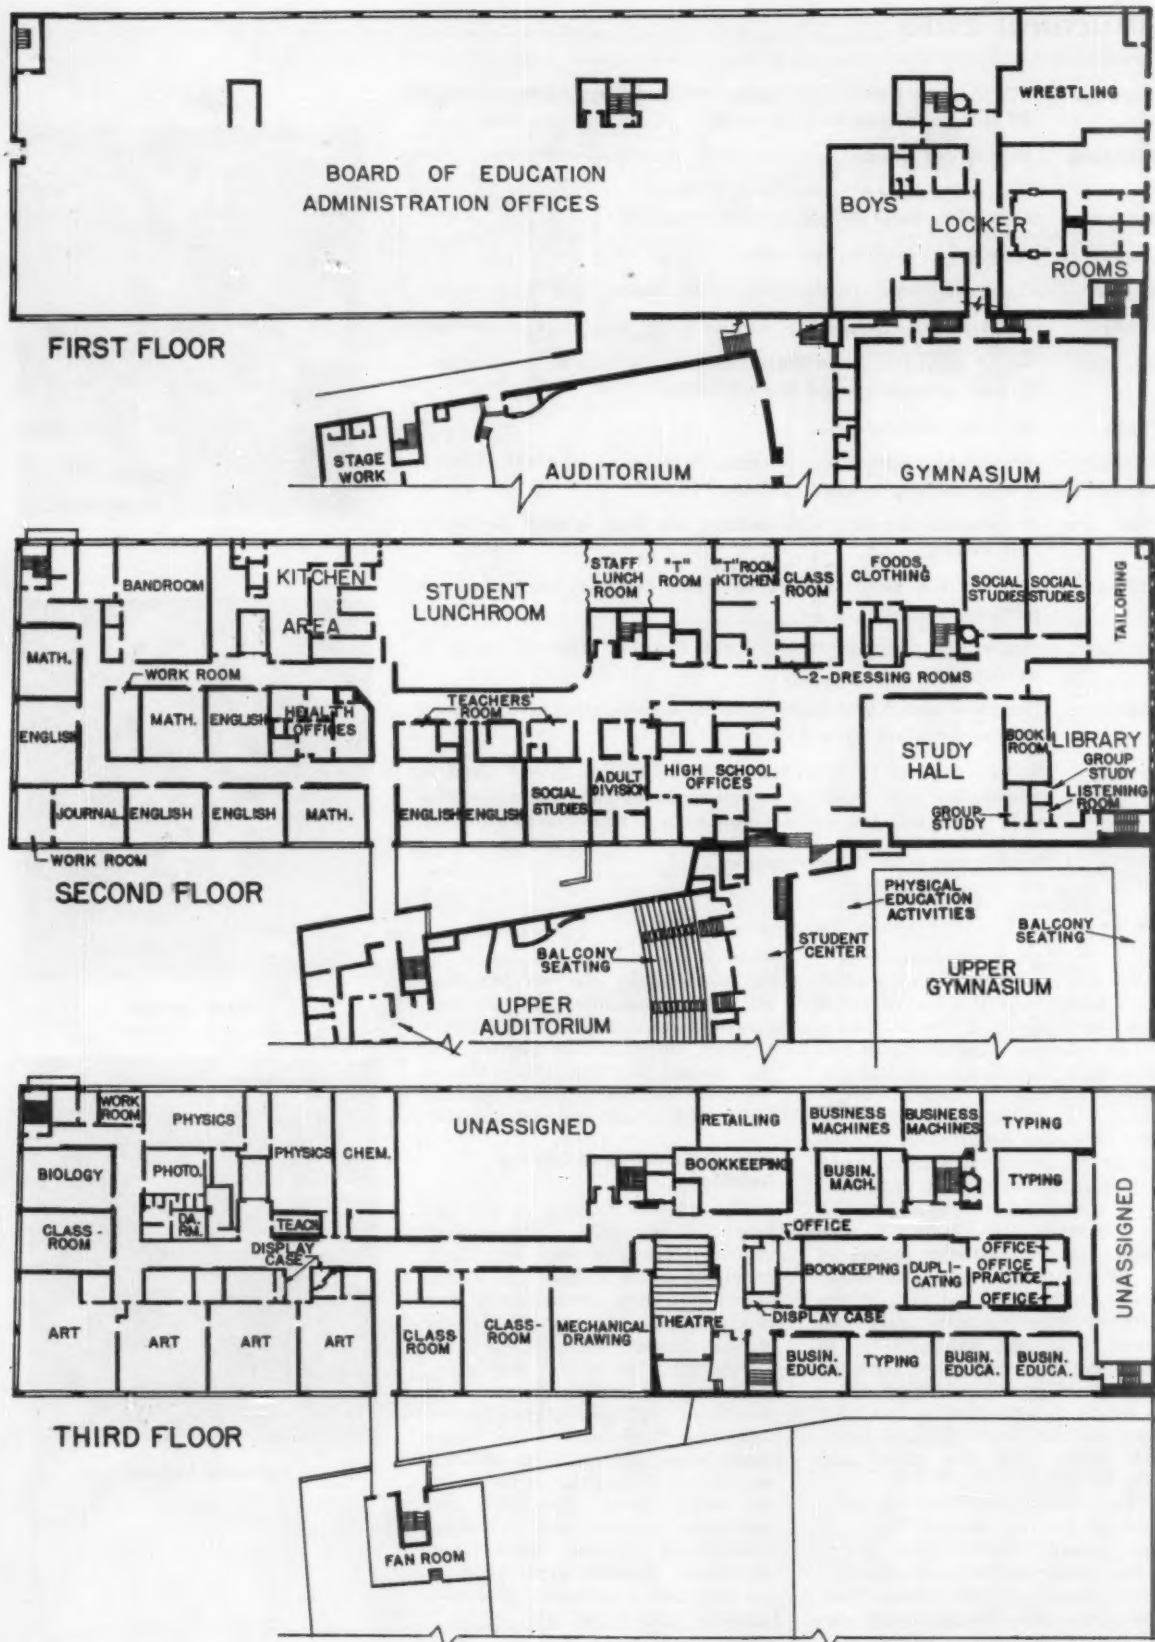 WRESTLING
BOARD OF EDUCATION
ADMINISTRATION OFFICES
BOYS'
LOCKER
ROOMS
FIRST FLOOR
STAGE
WORK
AUDITORIUM
GYMNASIUM
BANDROOM
KITCHEN
AREA
STUDENT
LUNCHROOM
STAFF
LUNCH
ROOM
"T"
ROOM
"T" ROOM
KITCHEN
CLASS
ROOM
FOODS,
CLOTHING
SOCIAL
STUDIES
SOCIAL
STUDIES
TAILORING
MATH.
WORK ROOM
2-DRESSING ROOMS
ENGLISH
MATH.
ENGLISH
HEALTH
OFFICES
TEACHERS'
ROOM
STUDY
HALL
BOOK
ROOM
LIBRARY
GROUP
STUDY
LISTENING
ROOM
GROUP
STUDY
ADULT
DIVISION
HIGH SCHOOL
OFFICES
JOURNAL.
ENGLISH
ENGLISH
MATH.
ENGLISH
ENGLISH
SOCIAL
STUDIES
WORK ROOM
SECOND FLOOR
PHYSICAL
EDUCATION
ACTIVITIES
BALCONY
SEATING
STUDENT
CENTER
BALCONY
SEATING
UPPER
AUDITORIUM
UPPER
GYMNASIUM
WORK
ROOM
PHYSICS
UNASSIGNED
RETAILING
BUSINESS
MACHINES
BUSINESS
MACHINES
TYPING
BIOLOGY
PHOTO.
PHYSICS
CHEM.
BOOKKEEPING
BUSIN.
MACH.
TYPING
UNASSIGNED
CLASS-
ROOM
DA.
RM.
TEACH
DISPLAY
CASE
OFFICE
BOOKKEEPING
DUPLI-
CATING
OFFICE
OFFICE
PRACTICE
OFFICE
DISPLAY CASE
ART
ART
ART
ART
CLASS
ROOM
CLASS-
ROOM
MECHANICAL
DRAWING
THEATRE
BUSIN.
EDUCA.
TYPING
BUSIN.
EDUCA.
BUSIN.
EDUCA.
THIRD FLOOR
FAN ROOM